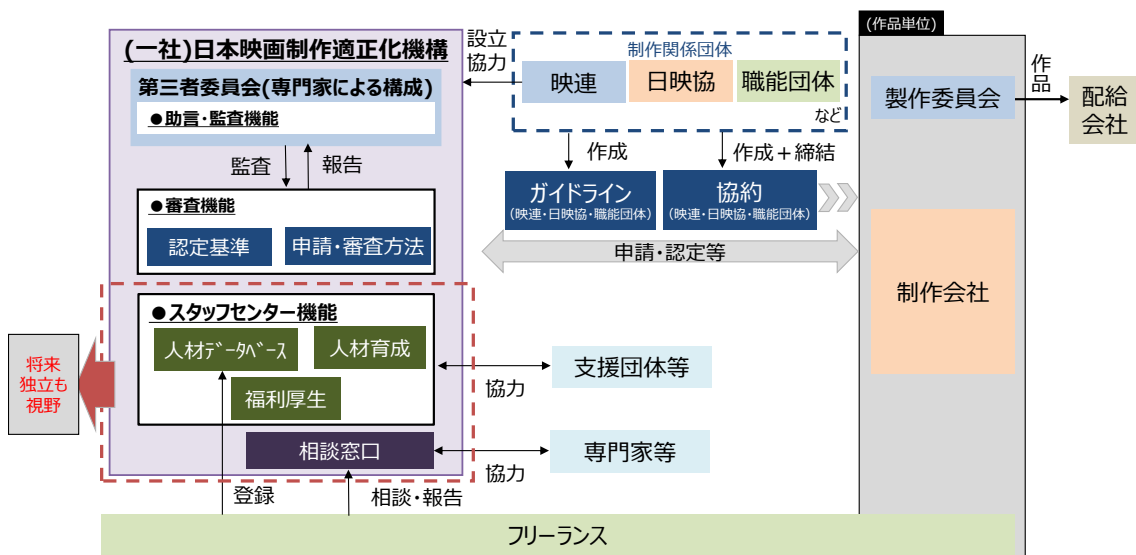 (一社)日本映画制作適正化機構
第三者委員会(専門家による構成)
●助言・監査機能
監査
報告
●審査機能
認定基準
申請・審査方法
●スタッフセンター機能
人材ﾃﾞｰﾀﾍﾞｰｽ
人材育成
福利厚生
相談窓口
将来
独立も
視野
登録
相談・報告
設立
協力
制作関係団体
映連
日映協
職能団体
など
作成
作成＋締結
ガイドライン
(映連・日映協・職能団体)
協約
(映連・日映協・職能団体)
申請・認定等
協力
支援団体等
協力
専門家等
(作品単位)
製作委員会
制作会社
作品
配給
会社
フリーランス